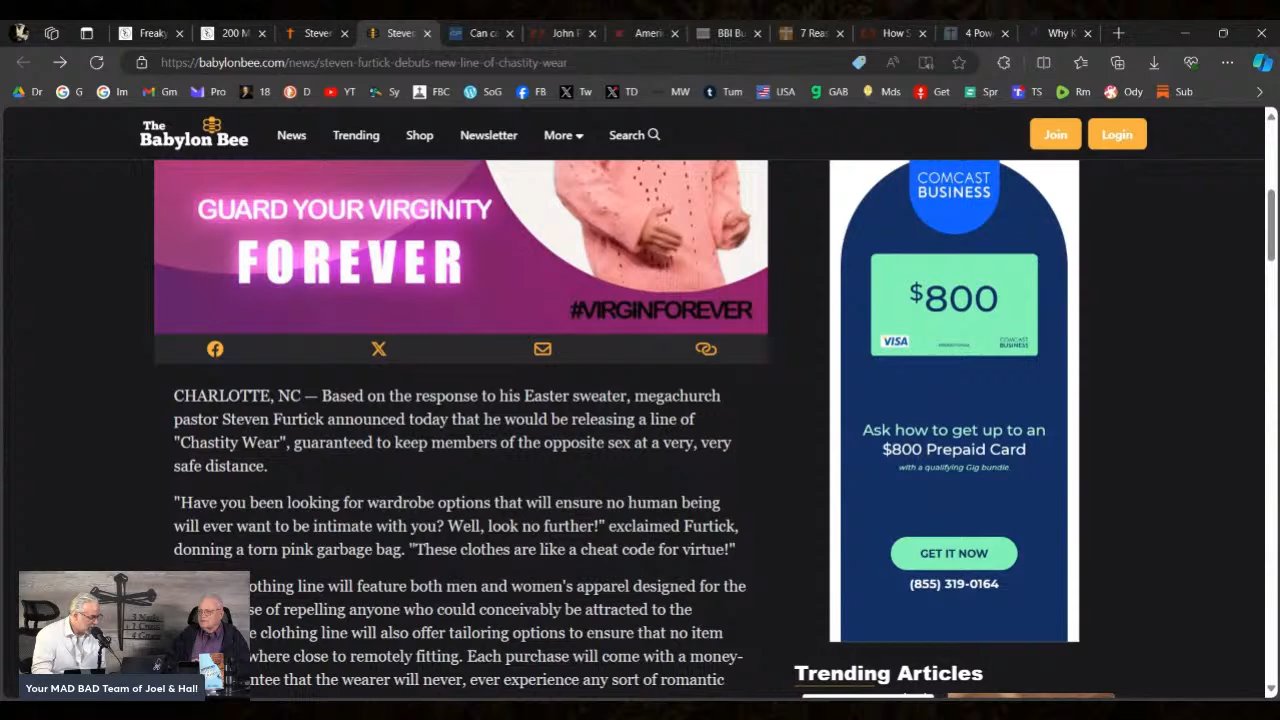 Freaky
200 M
Steven
Steven
Can ca
John F
Ameri
BBI Bu
7 Reas
How S
4 Pow
Why K
https://babylonbee.com/news/steven-furtick-debuts-new-line-of-chastity-wear
Dr
G
Im
Gm
Pro
18
D
YT
Sy
FBC
SoG
FB
Tw
TD
MW
Tum
USA
GAB
Mds
Get
Spr
TS
Rm
Ody
Sub
The
Babylon Bee
News
Trending
Shop
Newsletter
More
Search
Join
Login
GUARD YOUR VIRGINITY
FOREVER
#VIRGINFOREVER
CHARLOTTE, NC — Based on the response to his Easter sweater, megachurch
pastor Steven Furtick announced today that he would be releasing a line of
"Chastity Wear", guaranteed to keep members of the opposite sex at a very, very
safe distance.
"Have you been looking for wardrobe options that will ensure no human being
will ever want to be intimate with you? Well, look no further!" exclaimed Furtick,
donning a torn pink garbage bag. "These clothes are like a cheat code for virtue!"
othing line will feature both men and women's apparel designed for the
se of repelling anyone who could conceivably be attracted to the
e clothing line will also offer tailoring options to ensure that no item
where close to remotely fitting. Each purchase will come with a money-
ntee that the wearer will never, ever experience any sort of romantic
COMCAST
BUSINESS
$800
VISA
COMCAST
BUSINESS
Ask how to get up to an
$800 Prepaid Card
with a qualifying Gig bundle.
GET IT NOW
(855) 319-0164
Trending Articles
3 Nails
Your MAD BAD Team of Joel & Hal!